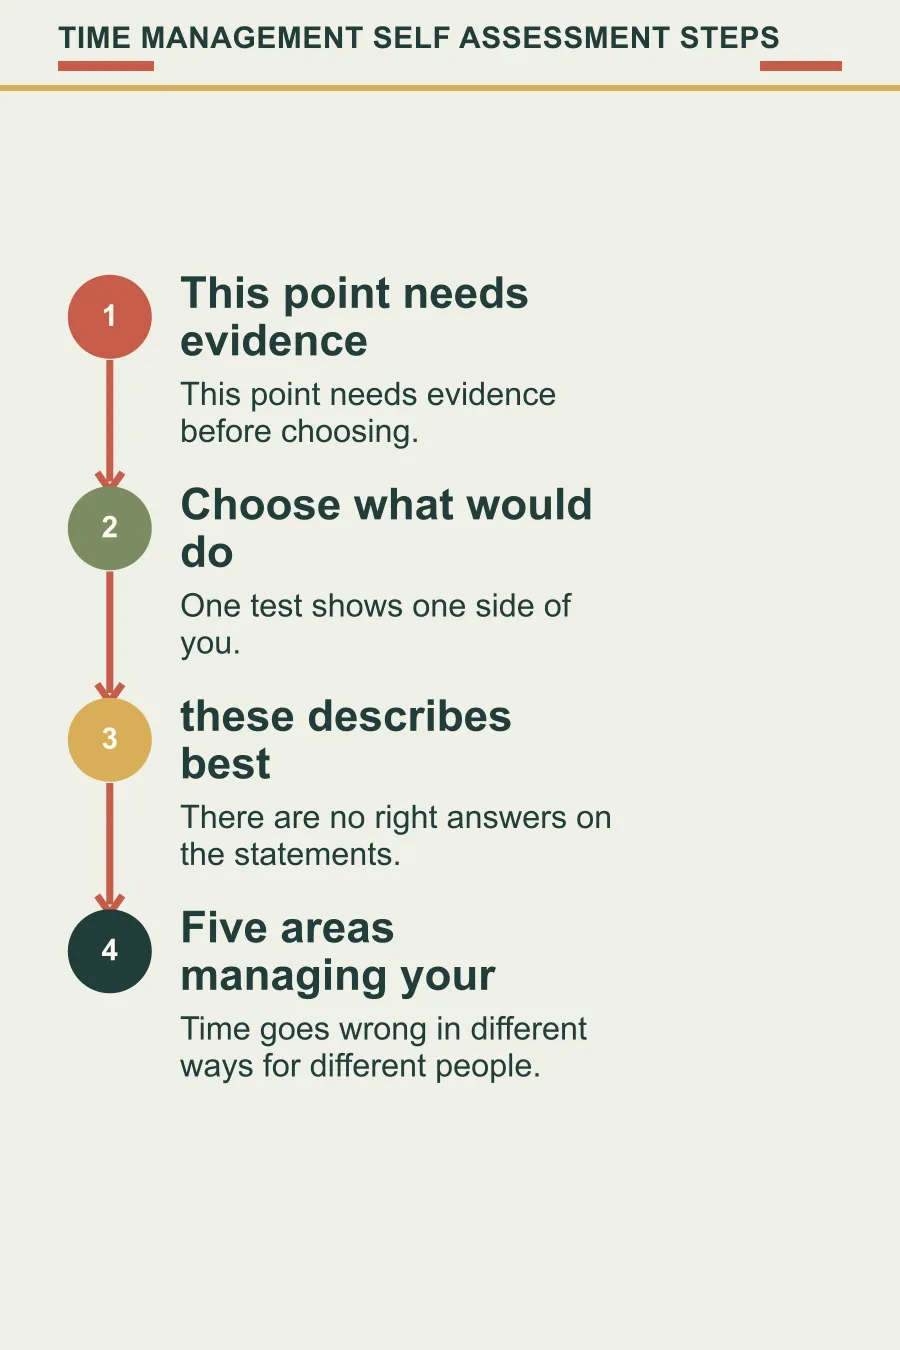 TIME MANAGEMENT SELF ASSESSMENT STEPS
1
This point needs
evidence
This point needs evidence
before choosing.
2
Choose what would
do
One test shows one side of
you.
3
these describes
best
There are no right answers on
the statements.
4
Five areas
managing your
Time goes wrong in different
ways for different people.